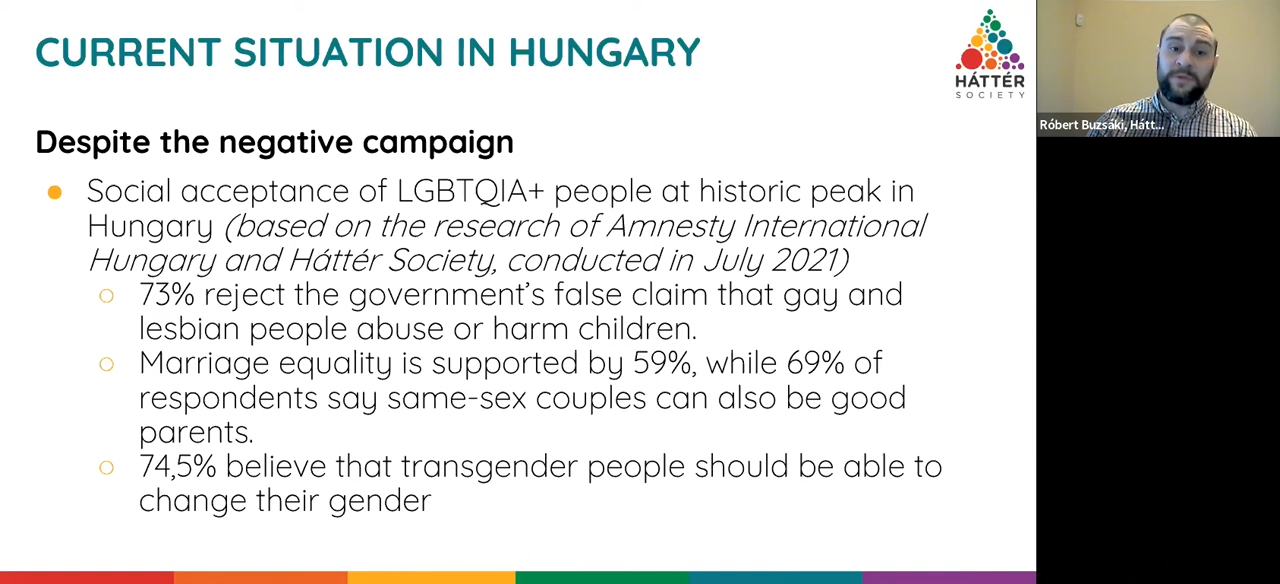 CURRENT SITUATION IN HUNGARY
HÁTTÉR
SOCIETY
Róbert Buzsáki, Hátt...
Despite the negative campaign
● Social acceptance of LGBTQIA+ people at historic peak in
Hungary (based on the research of Amnesty International
Hungary and Háttér Society, conducted in July 2021)
○ 73% reject the government's false claim that gay and
lesbian people abuse or harm children.
○ Marriage equality is supported by 59%, while 69% of
respondents say same-sex couples can also be good
parents.
○ 74,5% believe that transgender people should be able to
change their gender